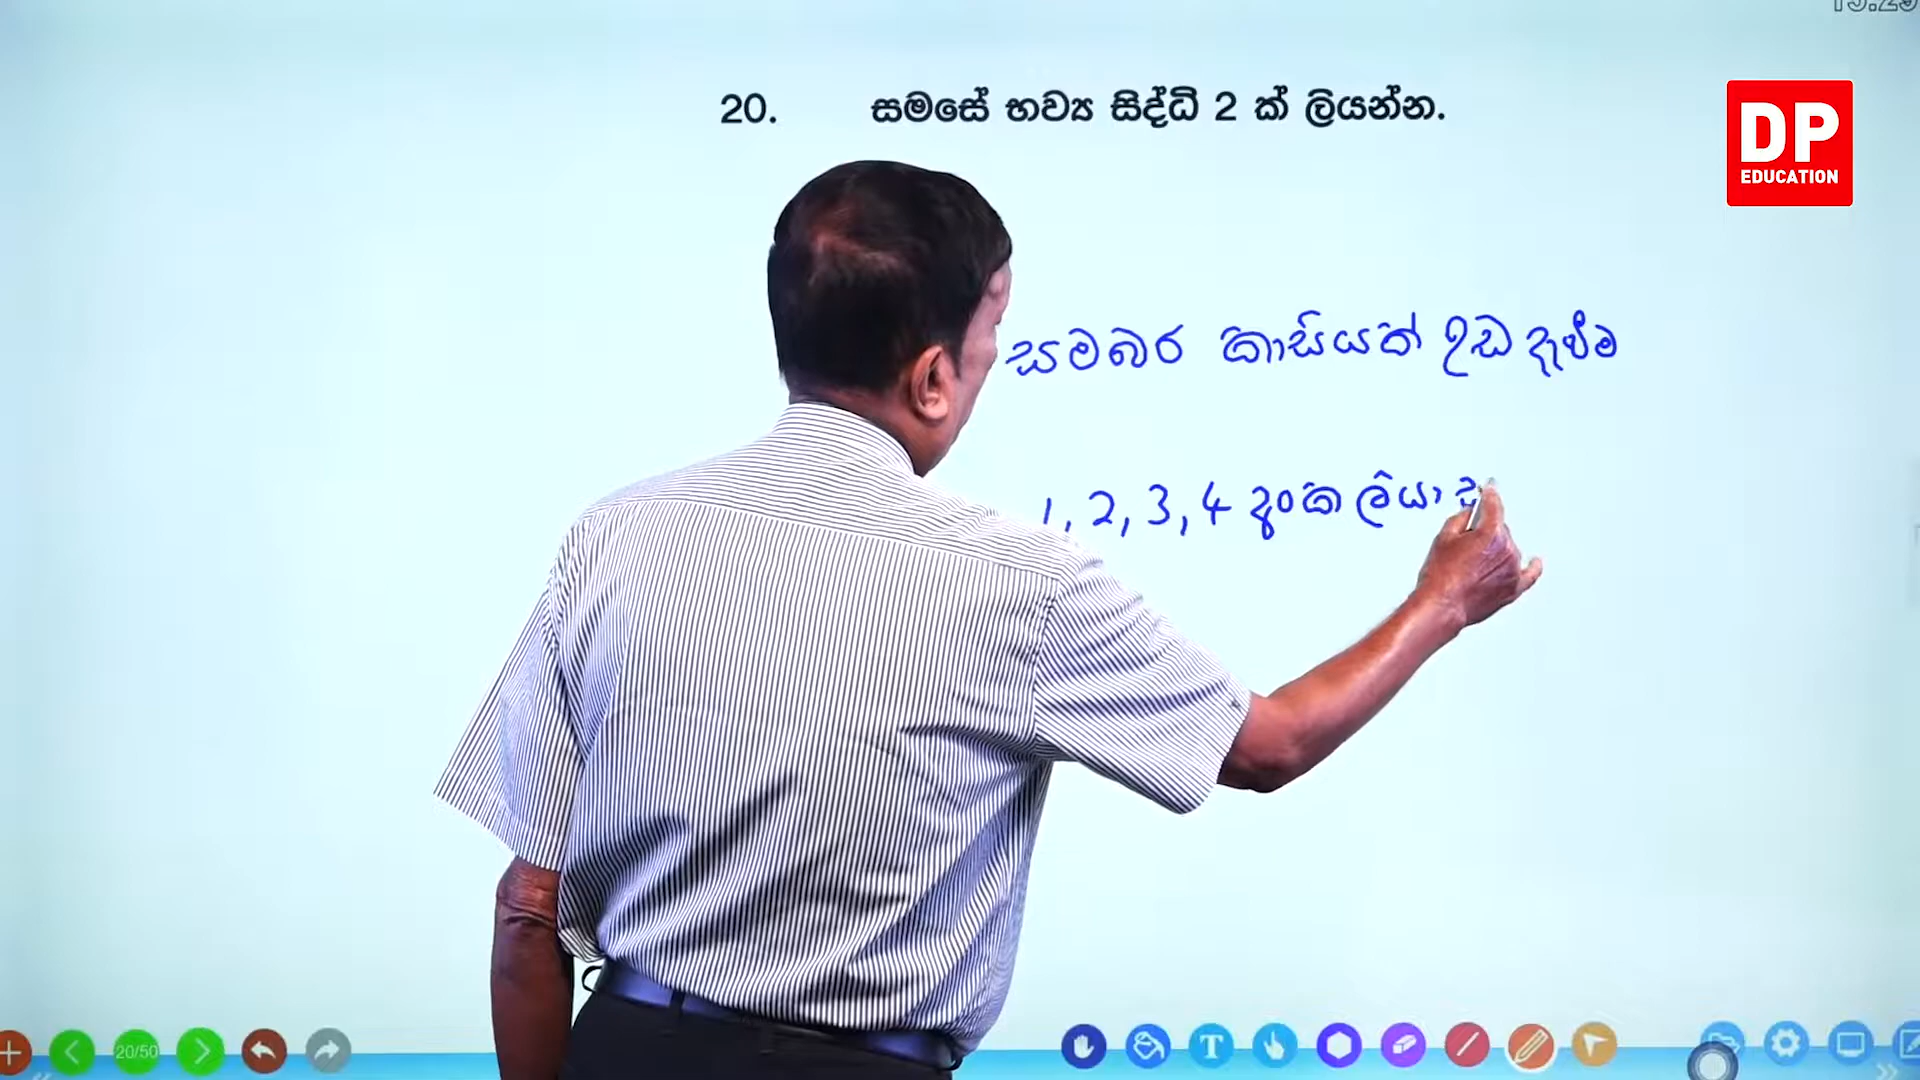 20. සමසේ භව්‍ය සිද්ධි 2 ක් ලියන්න.
DP
EDUCATION
සමබර කාසියක් උඩ දැමීම
1, 2, 3, 4 අංක ලියා
20/50
T